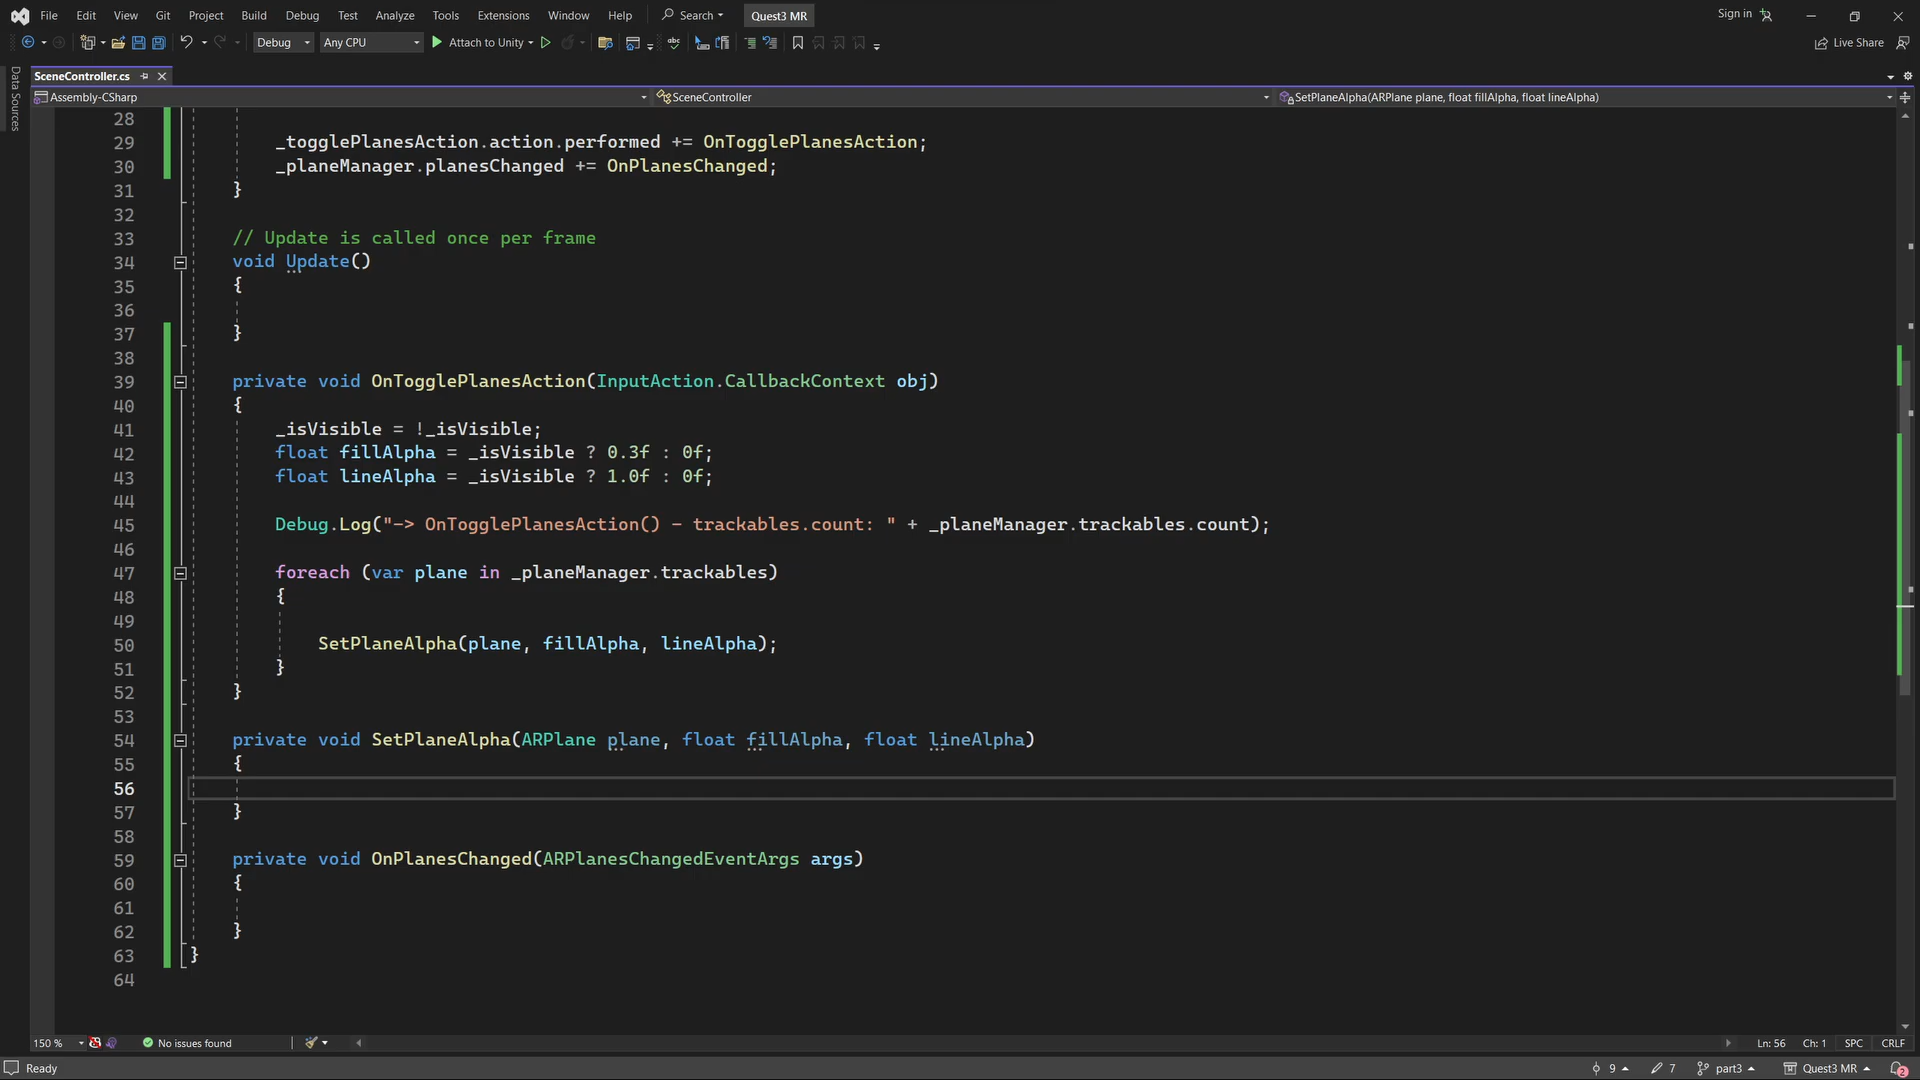 File Edit View Git Project Build Debug Test Analyze Tools Extensions Window Help Search Quest3 MR Sign in
Debug Any CPU Attach to Unity Live Share
Data Sources
SceneController.cs
Assembly-CSharp SceneController SetPlaneAlpha(ARPlane plane, float fillAlpha, float lineAlpha)
28
29 _togglePlanesAction.action.performed += OnTogglePlanesAction;
30 _planeManager.planesChanged += OnPlanesChanged;
31 }
32
33 // Update is called once per frame
34 void Update()
35 {
36
37 }
38
39 private void OnTogglePlanesAction(InputAction.CallbackContext obj)
40 {
41 _isVisible = !_isVisible;
42 float fillAlpha = _isVisible ? 0.3f : 0f;
43 float lineAlpha = _isVisible ? 1.0f : 0f;
44
45 Debug.Log("-> OnTogglePlanesAction() - trackables.count: " + _planeManager.trackables.count);
46
47 foreach (var plane in _planeManager.trackables)
48 {
49
50 SetPlaneAlpha(plane, fillAlpha, lineAlpha);
51 }
52 }
53
54 private void SetPlaneAlpha(ARPlane plane, float fillAlpha, float lineAlpha)
55 {
56
57 }
58
59 private void OnPlanesChanged(ARPlanesChangedEventArgs args)
60 {
61
62 }
63 }
64
150 % No issues found Ln: 56 Ch: 1 SPC CRLF
Ready 9 7 part3 Quest3 MR 2